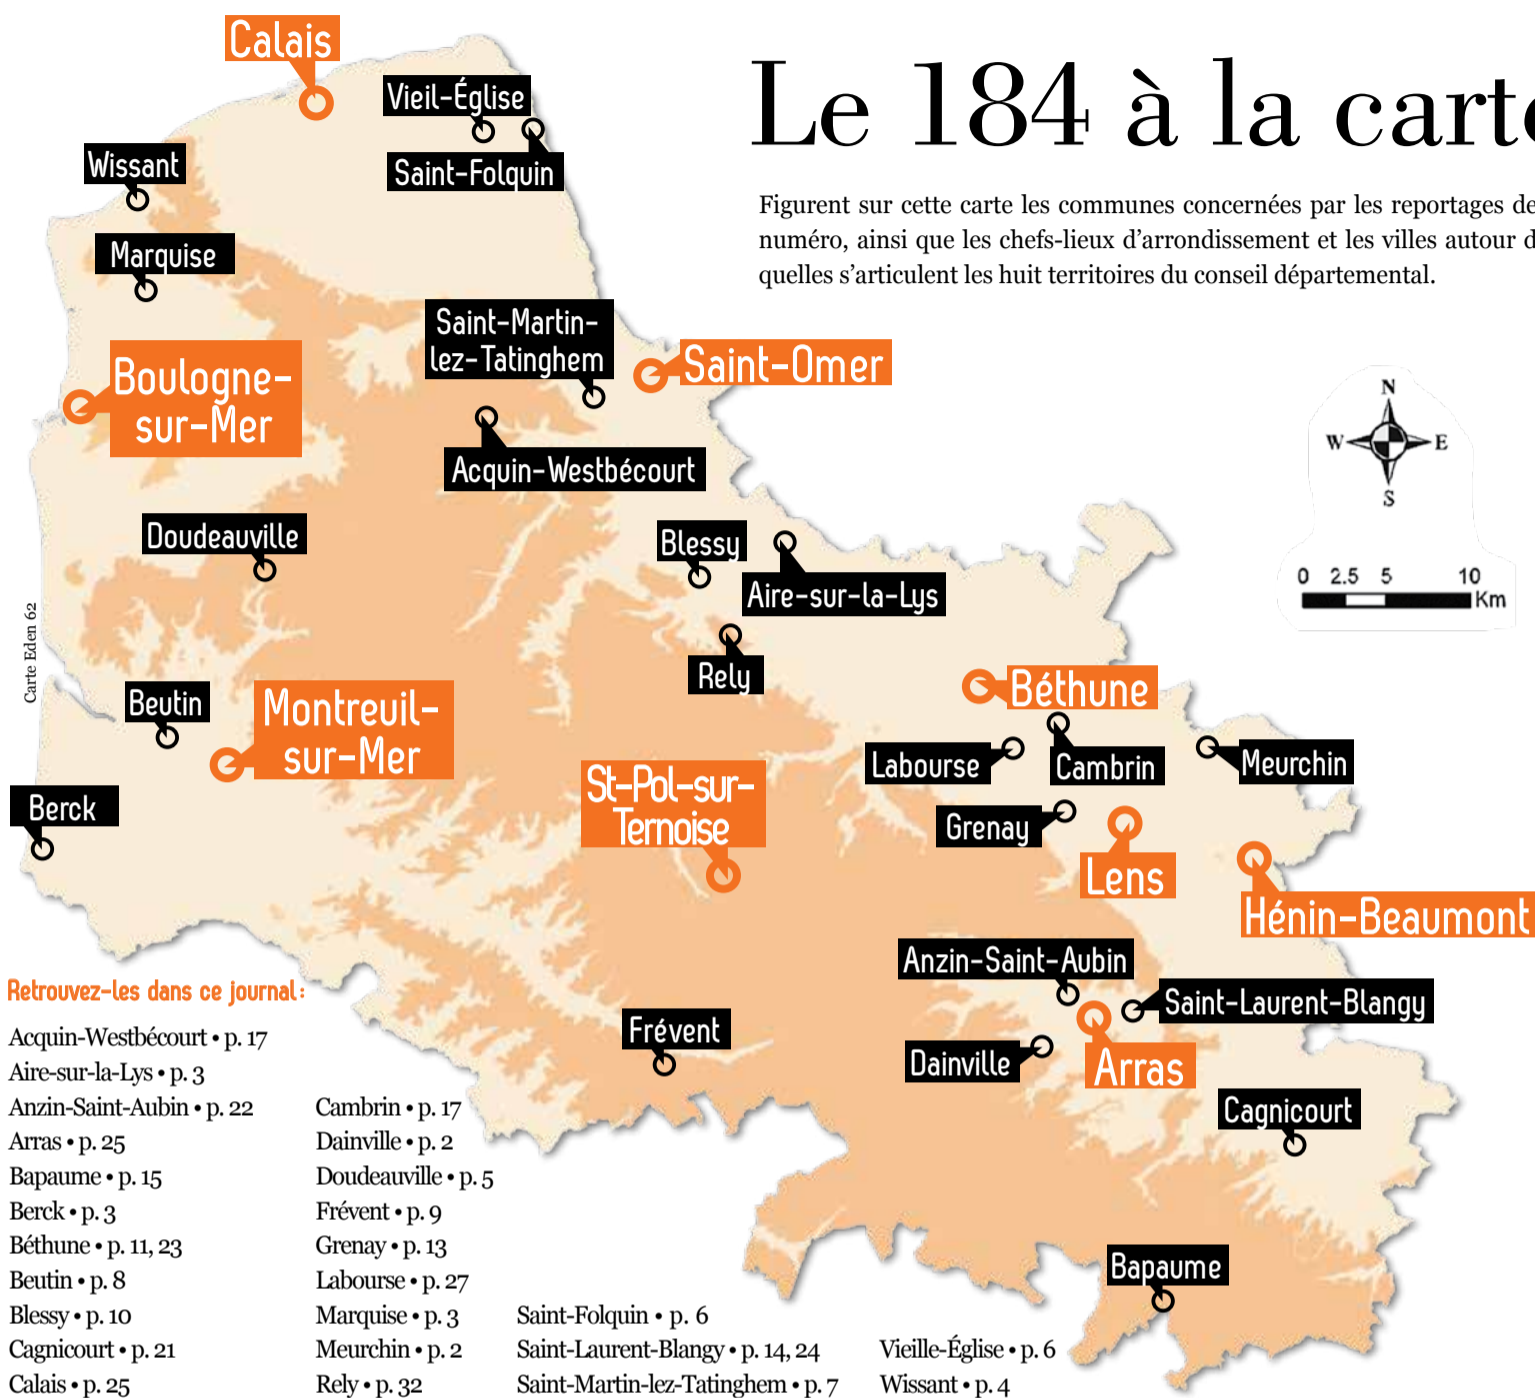 Le 184 à la carte
Figurent sur cette carte les communes concernées par les reportages de
numéro, ainsi que les chefs-lieux d'arrondissement et les villes autour d
quelles s'articulent les huit territoires du conseil départemental.
Calais
Vieil-Église
Saint-Folquin
Wissant
Marquise
Saint-Martin-
lez-Tatinghem
Saint-Omer
Boulogne-
sur-Mer
Acquin-Westbécourt
N
W
E
S
0 2.5 5 10
Km
Doudeauville
Blessy
Aire-sur-la-Lys
Rely
Carte Eden 62
Beutin
Montreuil-
sur-Mer
Béthune
Labourse
Cambrin
Meurchin
Berck
St-Pol-sur-
Ternoise
Grenay
Lens
Hénin-Beaumont
Anzin-Saint-Aubin
Saint-Laurent-Blangy
Frévent
Dainville
Arras
Cagnicourt
Bapaume
Retrouvez-les dans ce journal :
Acquin-Westbécourt • p. 17
Aire-sur-la-Lys • p. 3
Anzin-Saint-Aubin • p. 22
Arras • p. 25
Bapaume • p. 15
Berck • p. 3
Béthune • p. 11, 23
Beutin • p. 8
Blessy • p. 10
Cagnicourt • p. 21
Calais • p. 25
Cambrin • p. 17
Dainville • p. 2
Doudeauville • p. 5
Frévent • p. 9
Grenay • p. 13
Labourse • p. 27
Marquise • p. 3
Meurchin • p. 2
Rely • p. 32
Saint-Folquin • p. 6
Saint-Laurent-Blangy • p. 14, 24
Saint-Martin-lez-Tatinghem • p. 7
Vieille-Église • p. 6
Wissant • p. 4